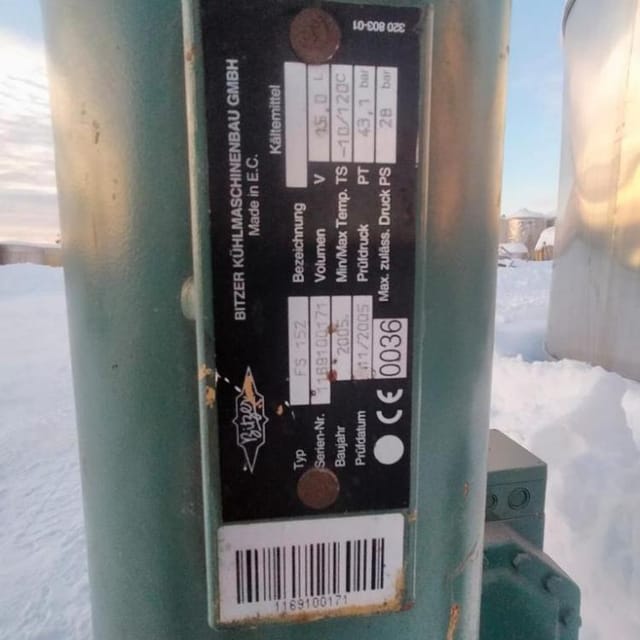 Bitzer
BITZER KÜHLMASCHINENBAU GMBH
Made in E.C.
Kältemittel
Typ FS 152 Bezeichnung
Serien-Nr. 1169100171 Volumen V 15,0 L
Baujahr 2005 Min/Max. Temp. TS -10/120C
Prüfdatum 11/2005 Prüfdruck PT 43,1 bar
Max. zuläss. Druck PS 28 bar
CE 0036
320 803-01
1169100171